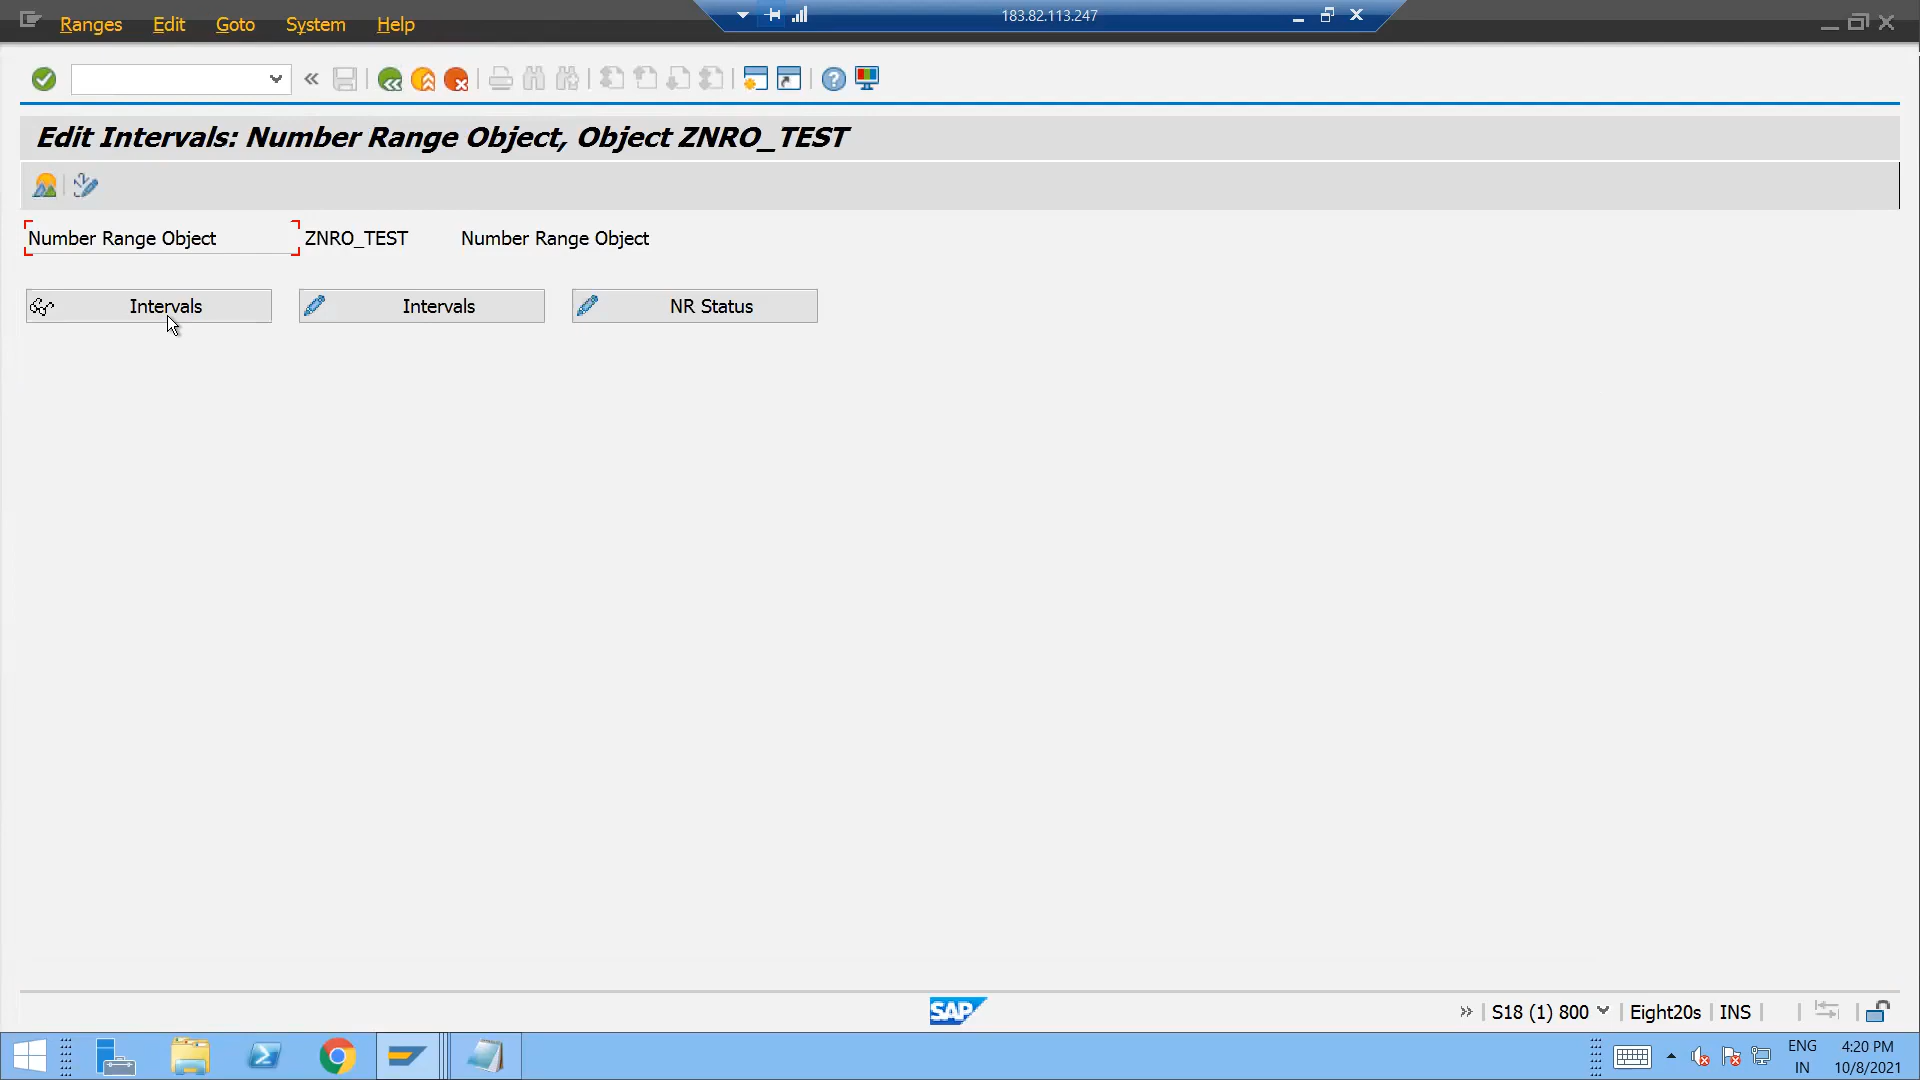 183.82.113.247
Ranges Edit Goto System Help
Edit Intervals: Number Range Object, Object ZNRO_TEST
Number Range Object ZNRO_TEST Number Range Object
Intervals Intervals NR Status
SAP
S18 (1) 800 Eight20s INS
ENG 4:20 PM
IN 10/8/2021